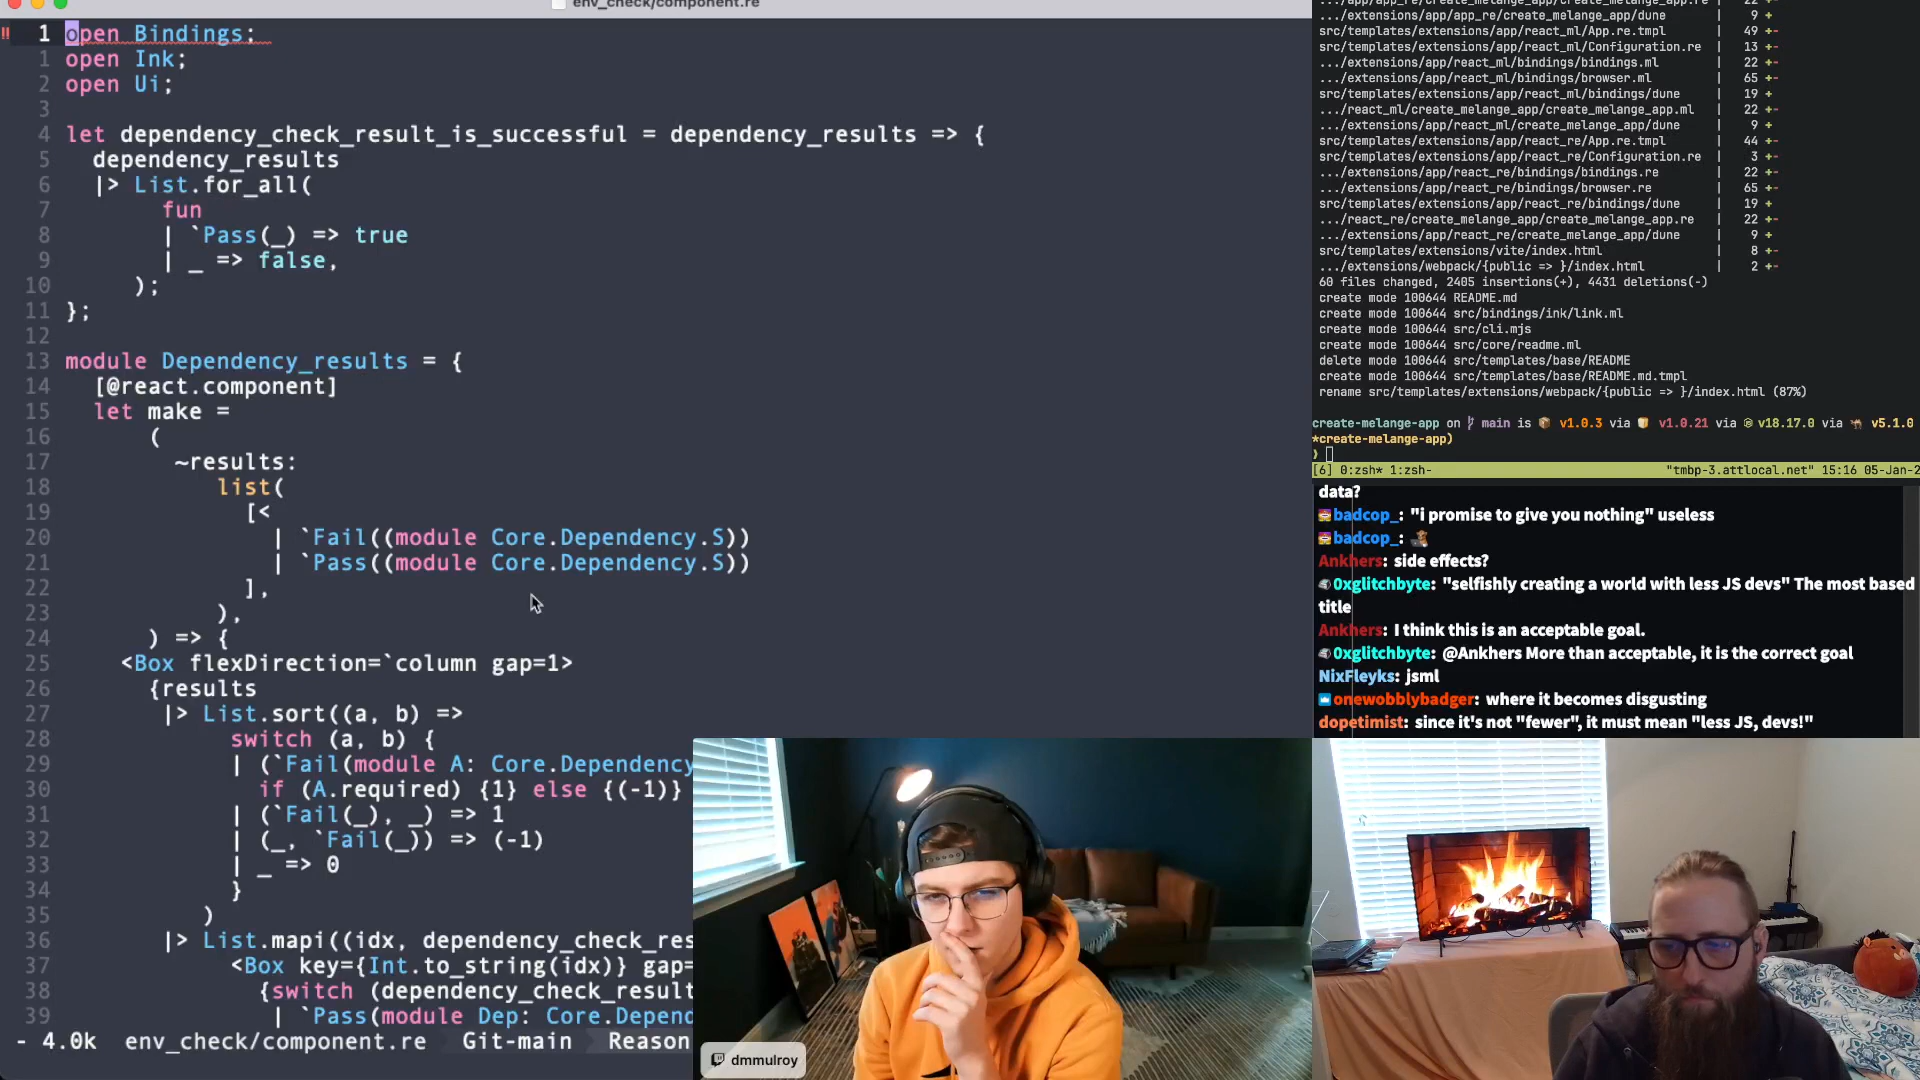 env_check/component.re
1 open Bindings;
1 open Ink;
2 open Ui;
3
4 let dependency_check_result_is_successful = dependency_results => {
5 dependency_results
6 |> List.for_all(
7 fun
8 | `Pass(_) => true
9 | _ => false,
10 );
11 };
12
13 module Dependency_results = {
14 [@react.component]
15 let make =
16 (
17 ~results:
18 list(
19 [<
20 | `Fail((module Core.Dependency.S))
21 | `Pass((module Core.Dependency.S))
22 ],
23 ),
24 ) => {
25 <Box flexDirection=`column gap=1>
26 {results
27 |> List.sort((a, b) =>
28 switch (a, b) {
29 | (`Fail(module A: Core.Dependency
30 if (A.required) {1} else {(-1)}
31 | (`Fail(_), _) => 1
32 | (_, `Fail(_)) => (-1)
33 | _ => 0
34 }
35 )
36 |> List.mapi((idx, dependency_check_res
37 <Box key={Int.to_string(idx)} gap=
38 {switch (dependency_check_result
39 | `Pass(module Dep: Core.Depend
- 4.0k env_check/component.re Git-main Reason
.../app/app_re/create_melange_app/create_melange_app.re | 22 +-
.../extensions/app/app_re/create_melange_app/dune | 9 +
src/templates/extensions/app/react_ml/App.re.tmpl | 49 +-
src/templates/extensions/app/react_ml/Configuration.re | 13 +-
.../extensions/app/react_ml/bindings/bindings.ml | 22 +-
.../extensions/app/react_ml/bindings/browser.ml | 65 +-
src/templates/extensions/app/react_ml/bindings/dune | 19 +
.../react_ml/create_melange_app/create_melange_app.ml | 22 +-
.../extensions/app/react_ml/create_melange_app/dune | 9 +
src/templates/extensions/app/react_re/App.re.tmpl | 44 +-
src/templates/extensions/app/react_re/Configuration.re | 3 +-
.../extensions/app/react_re/bindings/bindings.re | 22 +-
.../extensions/app/react_re/bindings/browser.re | 65 +-
src/templates/extensions/app/react_re/bindings/dune | 19 +
.../react_re/create_melange_app/create_melange_app.re | 22 +-
.../extensions/app/react_re/create_melange_app/dune | 9 +
src/templates/extensions/vite/index.html | 8 +-
.../extensions/webpack/{public => }/index.html | 2 +-
60 files changed, 2405 insertions(+), 4431 deletions(-)
create mode 100644 README.md
create mode 100644 src/bindings/ink/link.ml
create mode 100644 src/cli.mjs
create mode 100644 src/core/readme.ml
delete mode 100644 src/templates/base/README
create mode 100644 src/templates/base/README.md.tmpl
rename src/templates/extensions/webpack/{public => }/index.html (87%)
create-melange-app on main is v1.0.3 via v1.0.21 via v18.17.0 via v5.1.0
*create-melange-app)
)
[6] 0:zsh* 1:zsh- "tmbp-3.attlocal.net" 15:16 05-Jan-2
data?
badcop_: "i promise to give you nothing" useless
badcop_:
Ankhers: side effects?
0xglitchbyte: "selfishly creating a world with less JS devs" The most based
title
Ankhers: I think this is an acceptable goal.
0xglitchbyte: @Ankhers More than acceptable, it is the correct goal
NixFleyks: jsml
onewobblybadger: where it becomes disgusting
dopetimist: since it's not "fewer", it must mean "less JS, devs!"
dmmulroy